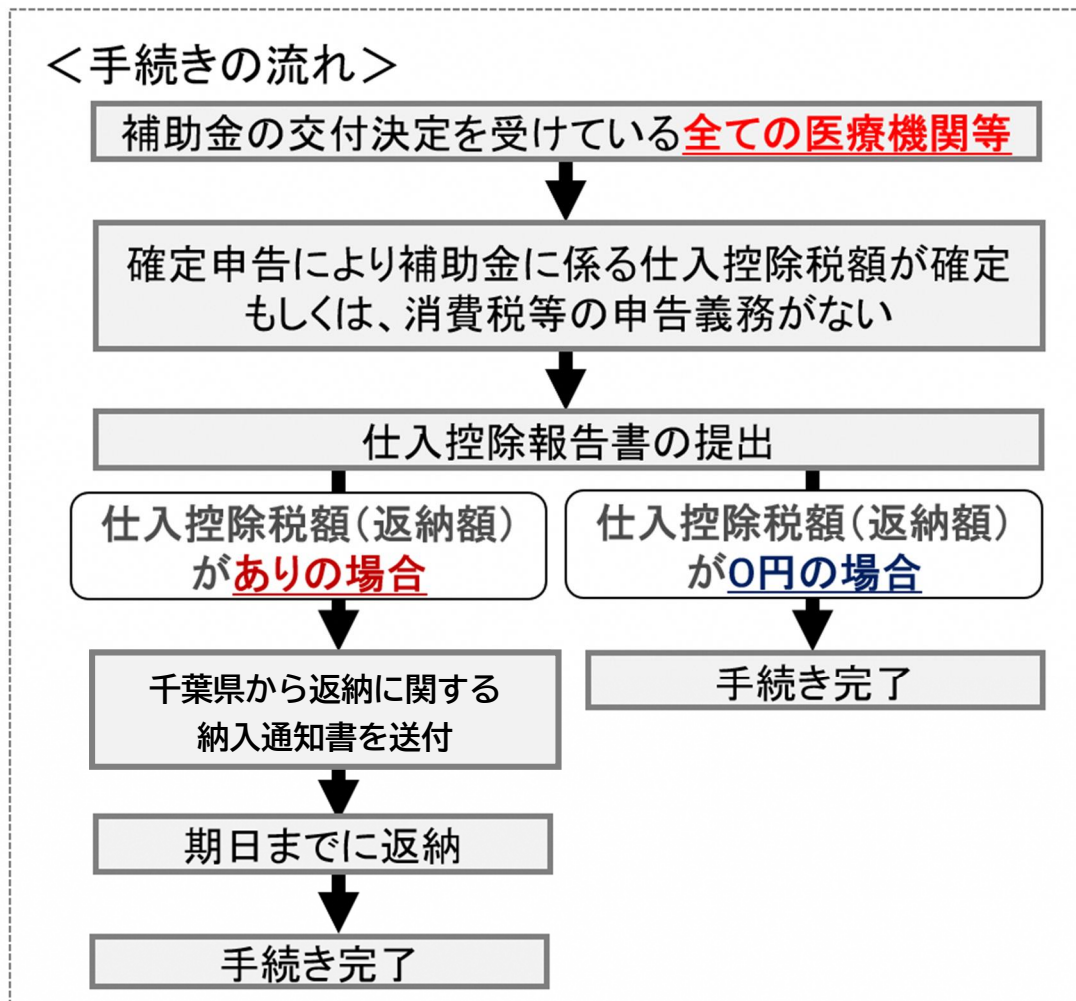 ＜手続きの流れ＞
補助金の交付決定を受けている全ての医療機関等
確定申告により補助金に係る仕入控除税額が確定
もしくは、消費税等の申告義務がない
仕入控除報告書の提出
仕入控除税額（返納額）
がありの場合
仕入控除税額（返納額）
が0円の場合
千葉県から返納に関する
納入通知書を送付
手続き完了
期日までに返納
手続き完了